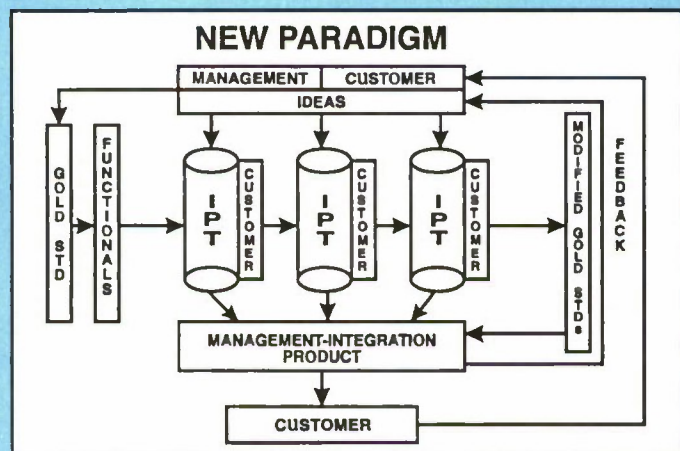 NEW PARADIGM
MANAGEMENT CUSTOMER
IDEAS
GOLD STD
FUNCTIONALS
IPT
CUSTOMER
IPT
CUSTOMER
IPT
CUSTOMER
MODIFIED GOLD STDs
FEEDBACK
MANAGEMENT-INTEGRATION
PRODUCT
CUSTOMER